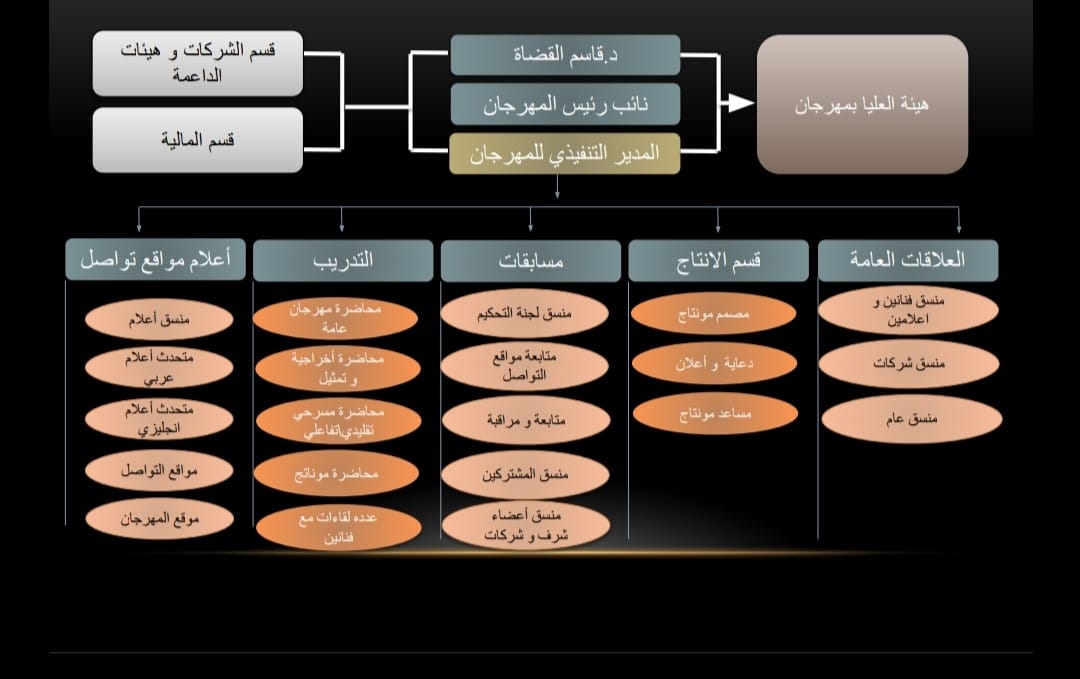 هيئة العليا بمهرجان
د.قاسم القضاة
نائب رئيس المهرجان
المدير التنفيذي للمهرجان
قسم الشركات و هيئات
الداعمة
قسم المالية
العلاقات العامة
منسق فنانين و
اعلامين
منسق شركات
منسق عام
قسم الانتاج
مصمم مونتاج
دعاية و أعلان
مساعد مونتاج
مسابقات
منسق لجنة التحكيم
متابعة مواقع
التواصل
متابعة و مراقبة
منسق المشتركين
منسق أعضاء
شرف و شركات
التدريب
محاضرة مهرجان
عامة
محاضرة أخراجية
و تمثيل
محاضرة مسرحي
تقليدي\تفاعلي
محاضرة موناتج
عدده لقاءات مع
فنانين
أعلام مواقع تواصل
منسق أعلام
متحدث أعلام
عربي
متحدث أعلام
انجليزي
مواقع التواصل
موقع المهرجان